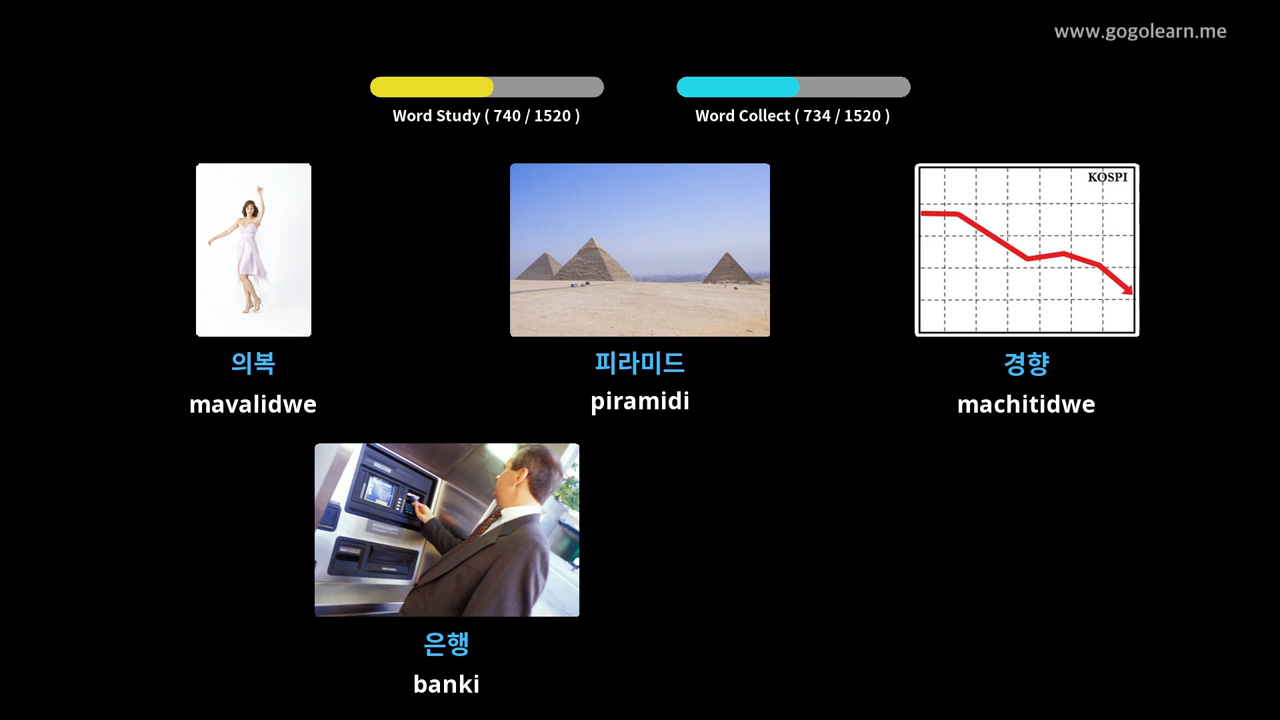 www.gogolearn.me
Word Study ( 740 / 1520 )
Word Collect ( 734 / 1520 )
KOSPI
의복
mavalidwe
피라미드
piramidi
경향
machitidwe
은행
banki